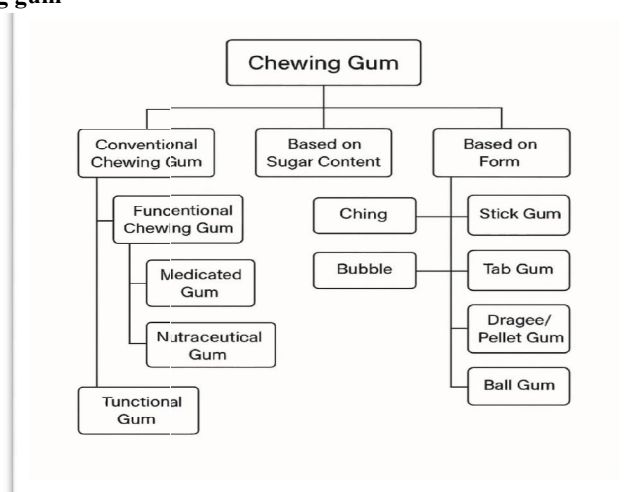 g gum
Chewing Gum
Conventional
Chewing Gum
Based on
Sugar Content
Based on
Form
Funcentional
Chewing Gum
Ching
Stick Gum
Medicated
Gum
Bubble
Tab Gum
Nutraceutical
Gum
Dragee/
Pellet Gum
Tunctional
Gum
Ball Gum